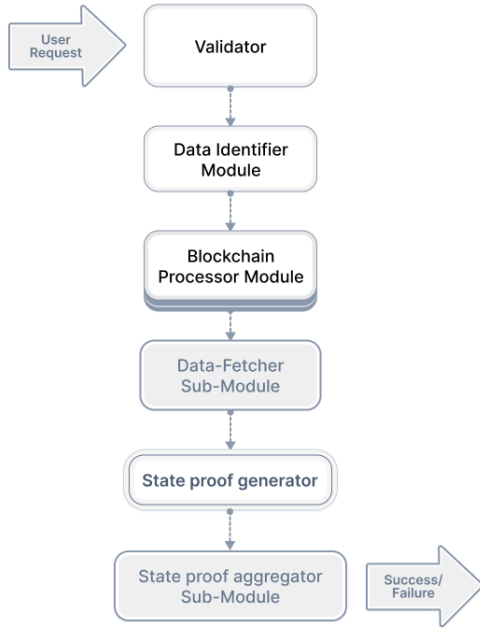 User
Request
Validator
Data Identifier
Module
Blockchain
Processor Module
Data-Fetcher
Sub-Module
State proof generator
State proof aggregator
Sub-Module
Success/
Failure